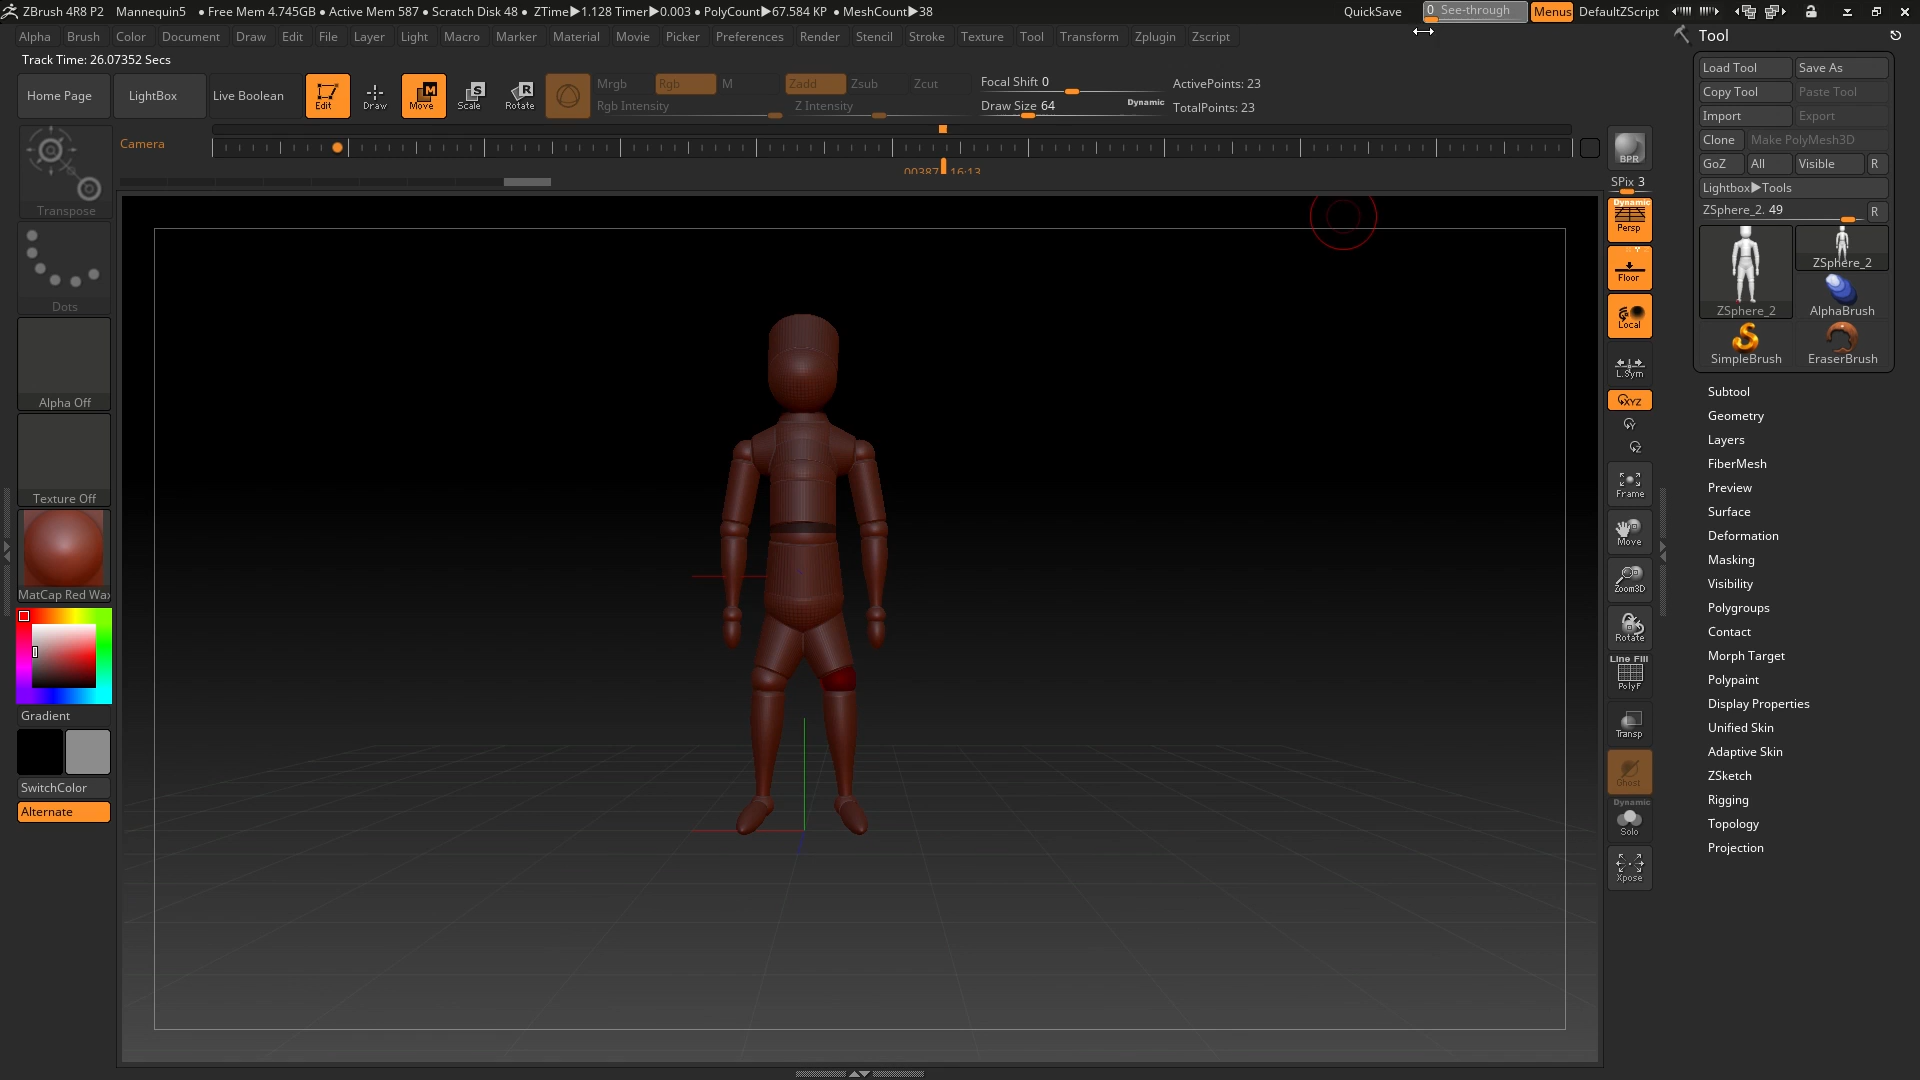 ZBrush 4R8 P2 Mannequin5 ● Free Mem 4.745GB ● Active Mem 587 ● Scratch Disk 48 ● ZTime▶1.128 Timer▶0.003 ● PolyCount▶67.584 KP ● MeshCount▶38 QuickSave 0 See-through Menus DefaultZScript
Alpha Brush Color Document Draw Edit File Layer Light Macro Marker Material Movie Picker Preferences Render Stencil Stroke Texture Tool Transform Zplugin Zscript
Tool
Track Time: 26.07352 Secs
Load Tool Save As
Copy Tool Paste Tool
Import Export
Clone Make PolyMesh3D
GoZ All Visible R
Lightbox▶Tools
ZSphere_2. 49 R
ZSphere_2
ZSphere_2
AlphaBrush
SimpleBrush EraserBrush
Home Page LightBox Live Boolean Edit Draw Move Scale Rotate
Mrgb Rgb M Zadd Zsub Zcut
Rgb Intensity Z Intensity
Focal Shift 0
Draw Size 64 Dynamic
ActivePoints: 23
TotalPoints: 23
Camera
00387 16:13
Transpose
Dots
Alpha Off
Texture Off
MatCap Red Wax
Gradient
SwitchColor
Alternate
BPR
SPix 3
Dynamic
Persp
Floor
Local
L.Sym
XYZ
Y
Z
Frame
Move
Zoom3D
Rotate
Line Fill
PolyF
Transp
Ghost
Dynamic
Solo
Xpose
Subtool
Geometry
Layers
FiberMesh
Preview
Surface
Deformation
Masking
Visibility
Polygroups
Contact
Morph Target
Polypaint
Display Properties
Unified Skin
Adaptive Skin
ZSketch
Rigging
Topology
Projection